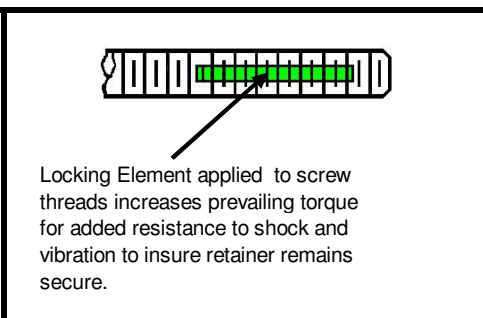 Locking Element applied to screw
threads increases prevailing torque
for added resistance to shock and
vibration to insure retainer remains
secure.